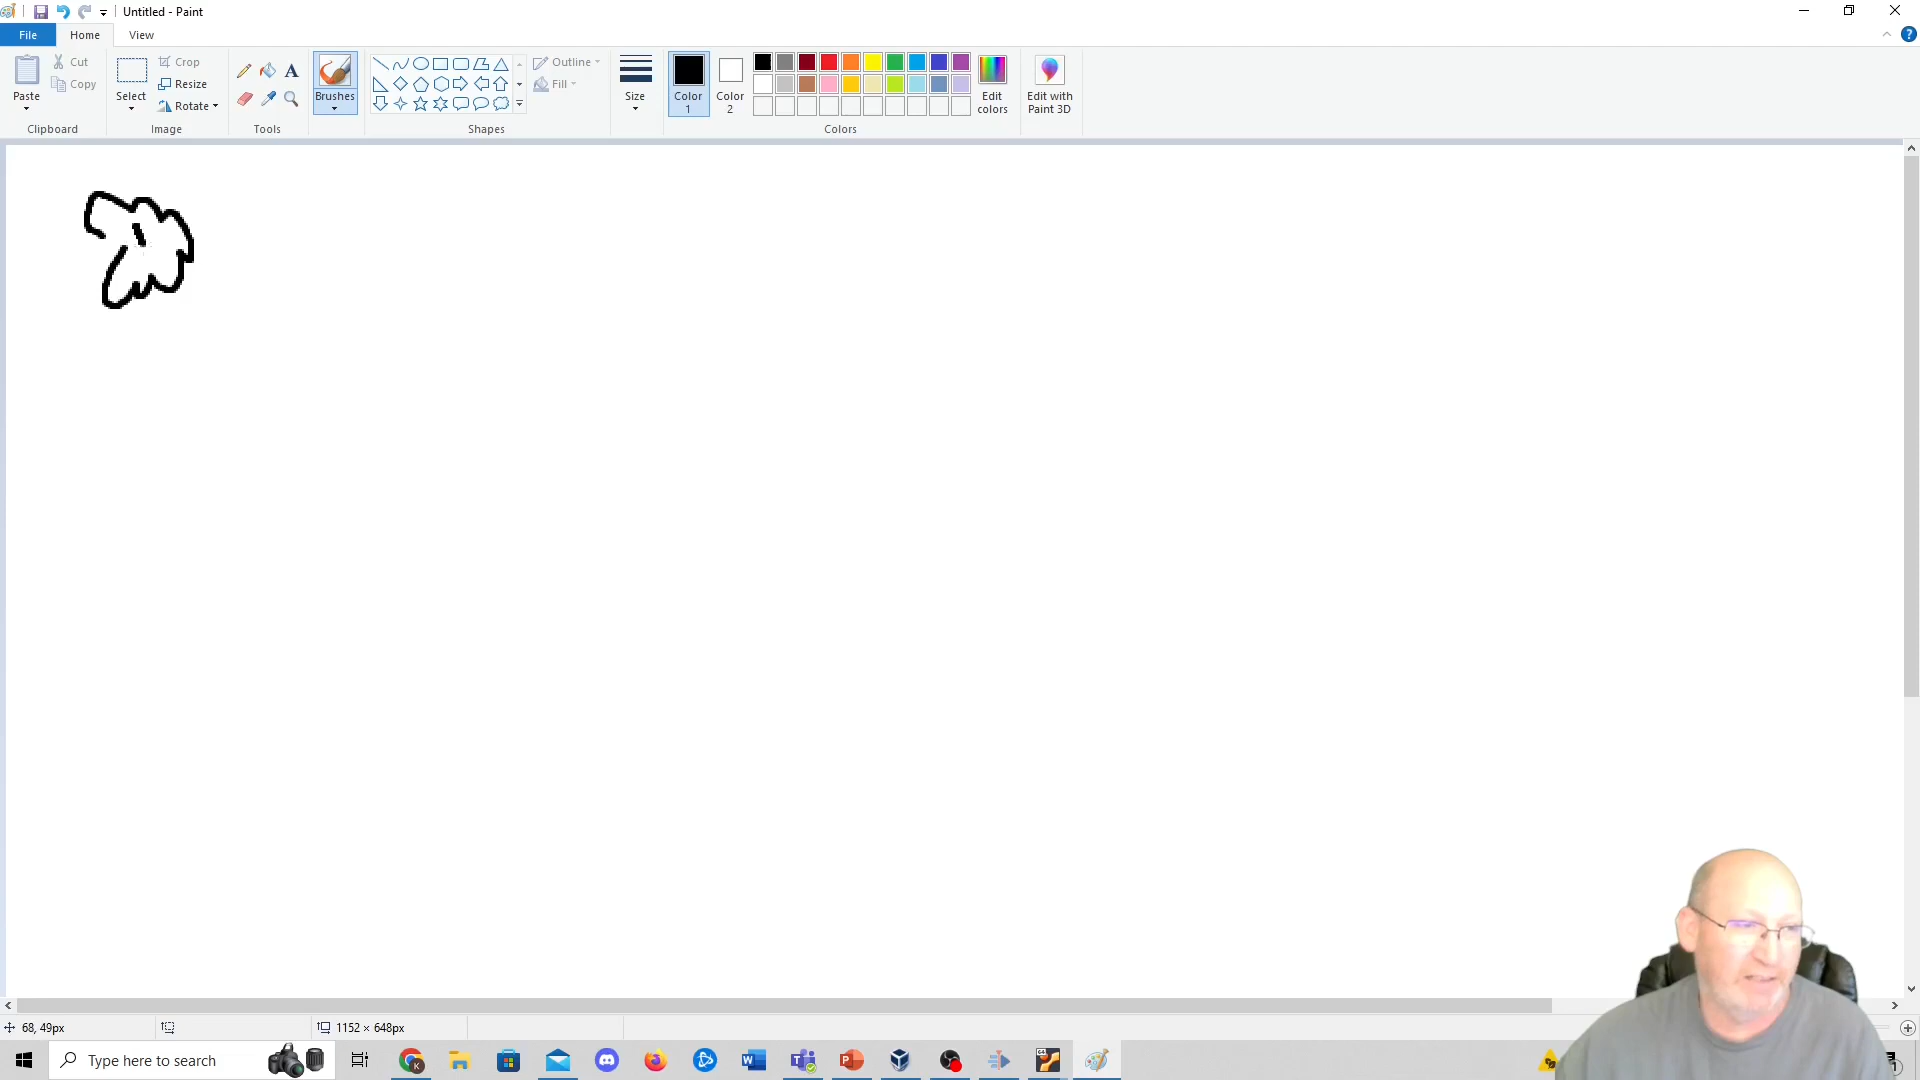 Untitled - Paint
File Home View
Paste
Cut
Copy
Clipboard
Select
Crop
Resize
Rotate
Image
A
Tools
Brushes
Shapes
Outline
Fill
Size
Color 1
Color 2
Edit colors
Colors
Edit with Paint 3D
68, 49px
1152 × 648px
Type here to search